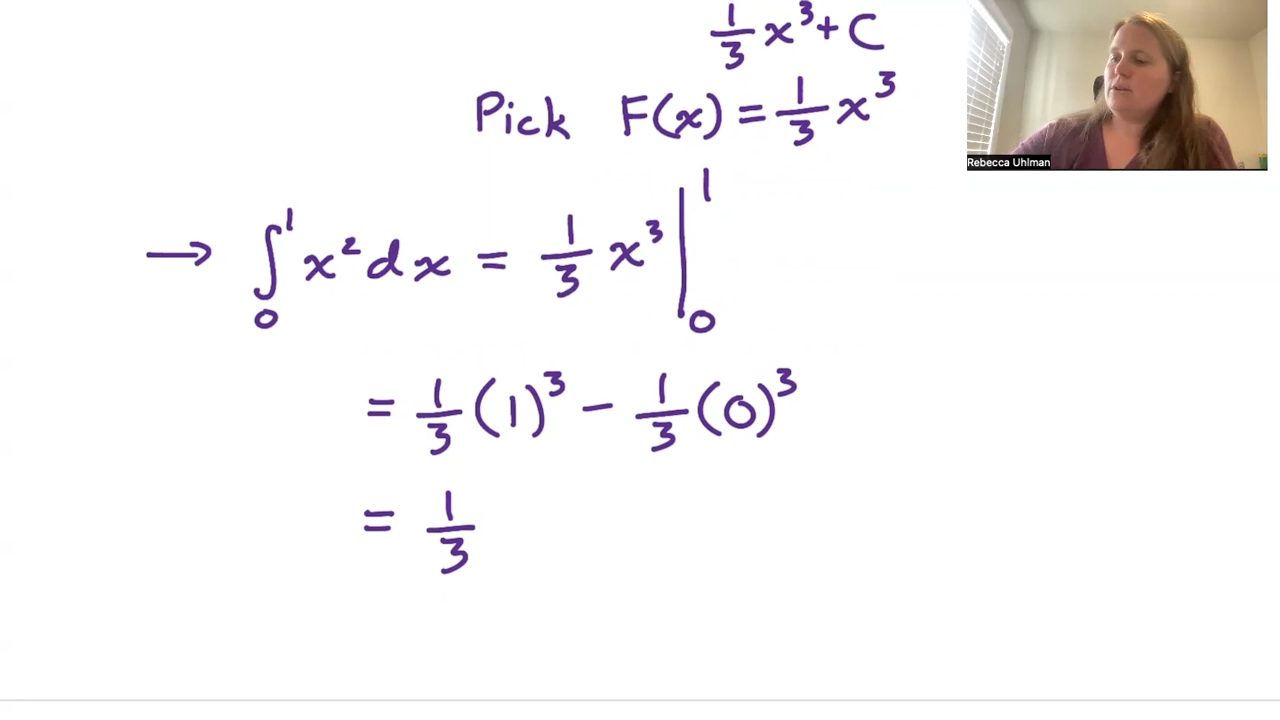 1/3 x³ + C
Pick F(x) = 1/3 x³
→ ∫₀¹ x² dx = 1/3 x³ |₀¹
= 1/3 (1)³ − 1/3 (0)³
= 1/3
Rebecca Uhlman